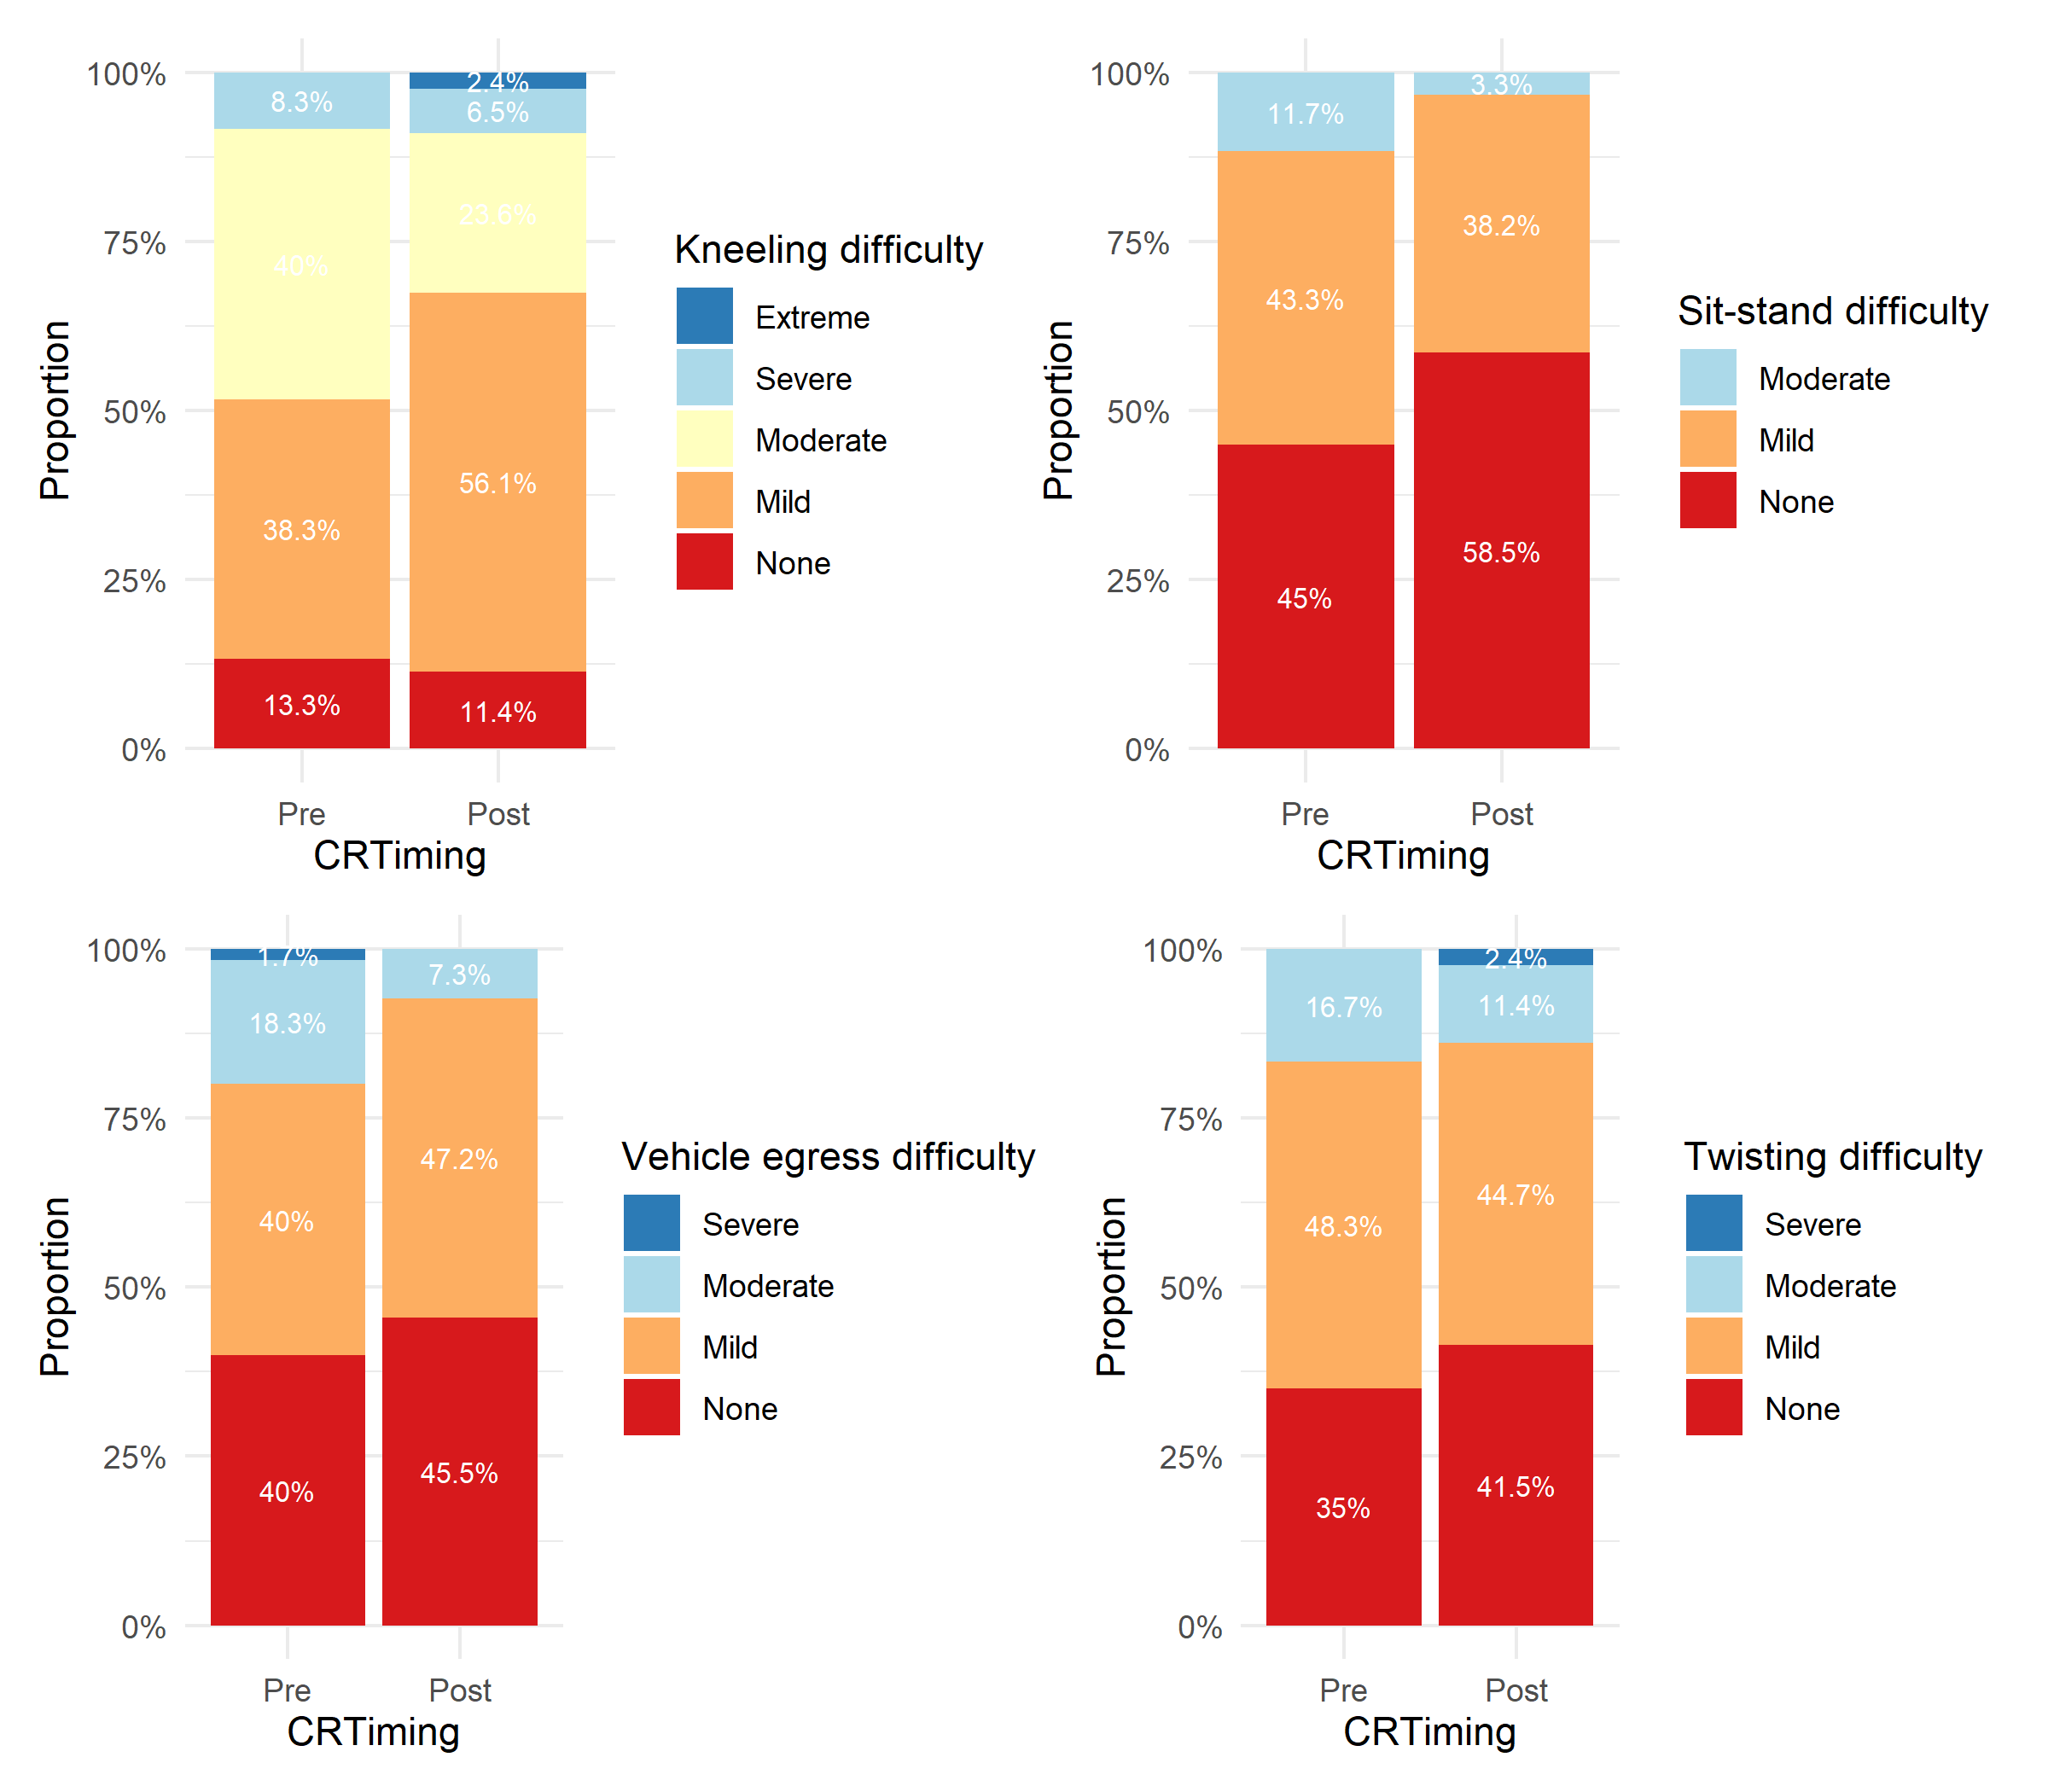 100%
75%
50%
25%
0%
Proportion
8.3%
40%
38.3%
13.3%
2.4%
6.5%
23.6%
56.1%
11.4%
Pre
Post
CRTiming
Kneeling difficulty
Extreme
Severe
Moderate
Mild
None
100%
75%
50%
25%
0%
Proportion
11.7%
43.3%
45%
3.3%
38.2%
58.5%
Pre
Post
CRTiming
Sit-stand difficulty
Moderate
Mild
None
100%
75%
50%
25%
0%
Proportion
1.7%
18.3%
40%
40%
7.3%
47.2%
45.5%
Pre
Post
CRTiming
Vehicle egress difficulty
Severe
Moderate
Mild
None
100%
75%
50%
25%
0%
Proportion
16.7%
48.3%
35%
2.4%
11.4%
44.7%
41.5%
Pre
Post
CRTiming
Twisting difficulty
Severe
Moderate
Mild
None